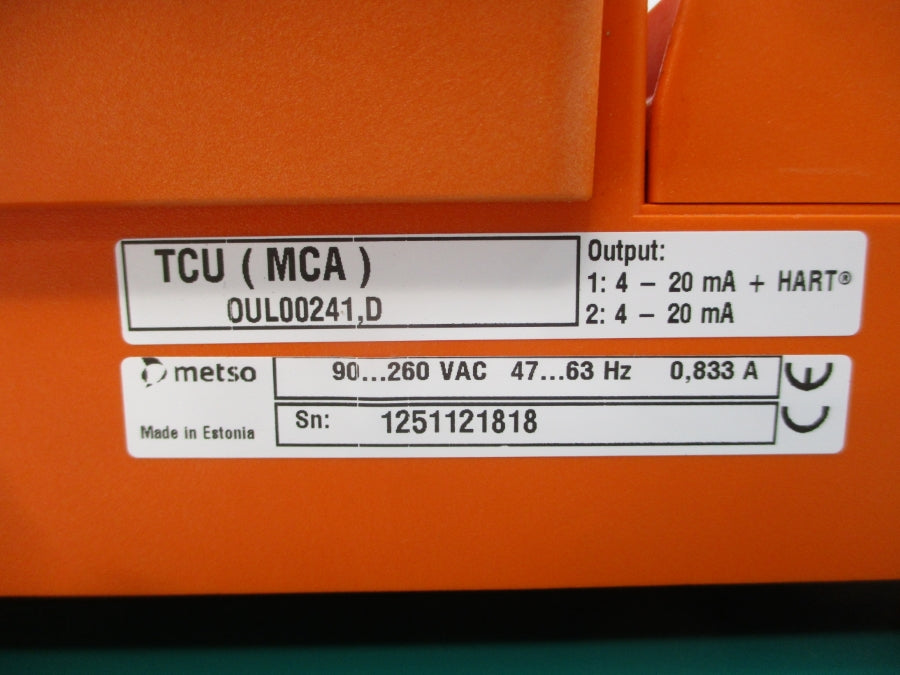 TCU ( MCA )
OUL00241,D
Output:
1: 4 – 20 mA + HART®
2: 4 – 20 mA
metso
90...260 VAC 47...63 Hz 0,833 A
Sn: 1251121818
Made in Estonia
CE